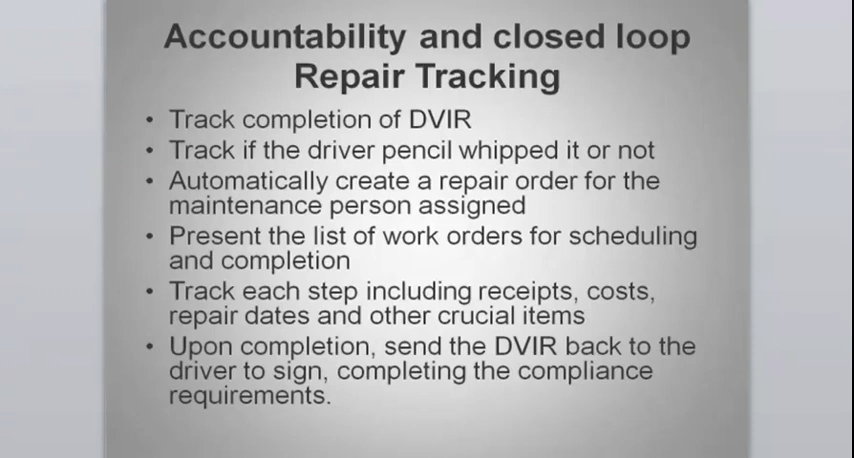 Accountability and closed loop
Repair Tracking
• Track completion of DVIR
• Track if the driver pencil whipped it or not
• Automatically create a repair order for the
maintenance person assigned
• Present the list of work orders for scheduling
and completion
• Track each step including receipts, costs,
repair dates and other crucial items
• Upon completion, send the DVIR back to the
driver to sign, completing the compliance
requirements.